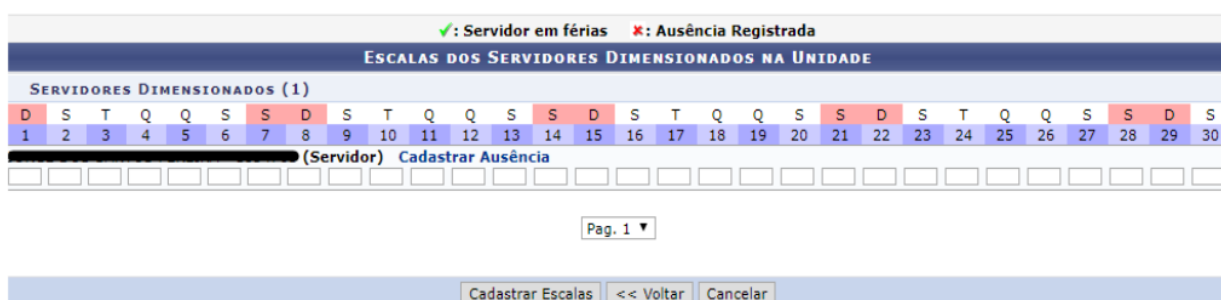 : Servidor em férias : Ausência Registrada
Escalas dos Servidores Dimensionados na Unidade
Servidores Dimensionados (1)
D S T Q Q S S D S T Q Q S S D S T Q Q S S D S T Q Q S S D S
1 2 3 4 5 6 7 8 9 10 11 12 13 14 15 16 17 18 19 20 21 22 23 24 25 26 27 28 29 30
(Servidor) Cadastrar Ausência
Pag. 1
Cadastrar Escalas << Voltar Cancelar